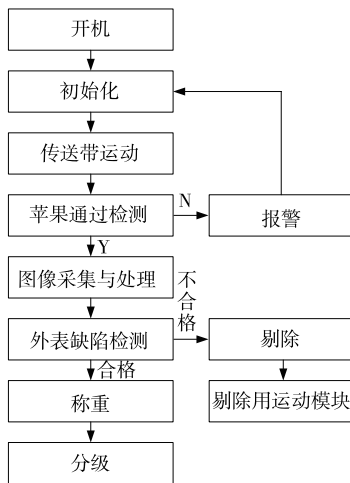 开机
初始化
传送带运动
苹果通过检测
N
报警
Y
图像采集与处理
不合格
外表缺陷检测
剔除
合格
称重
剔除用运动模块
分级